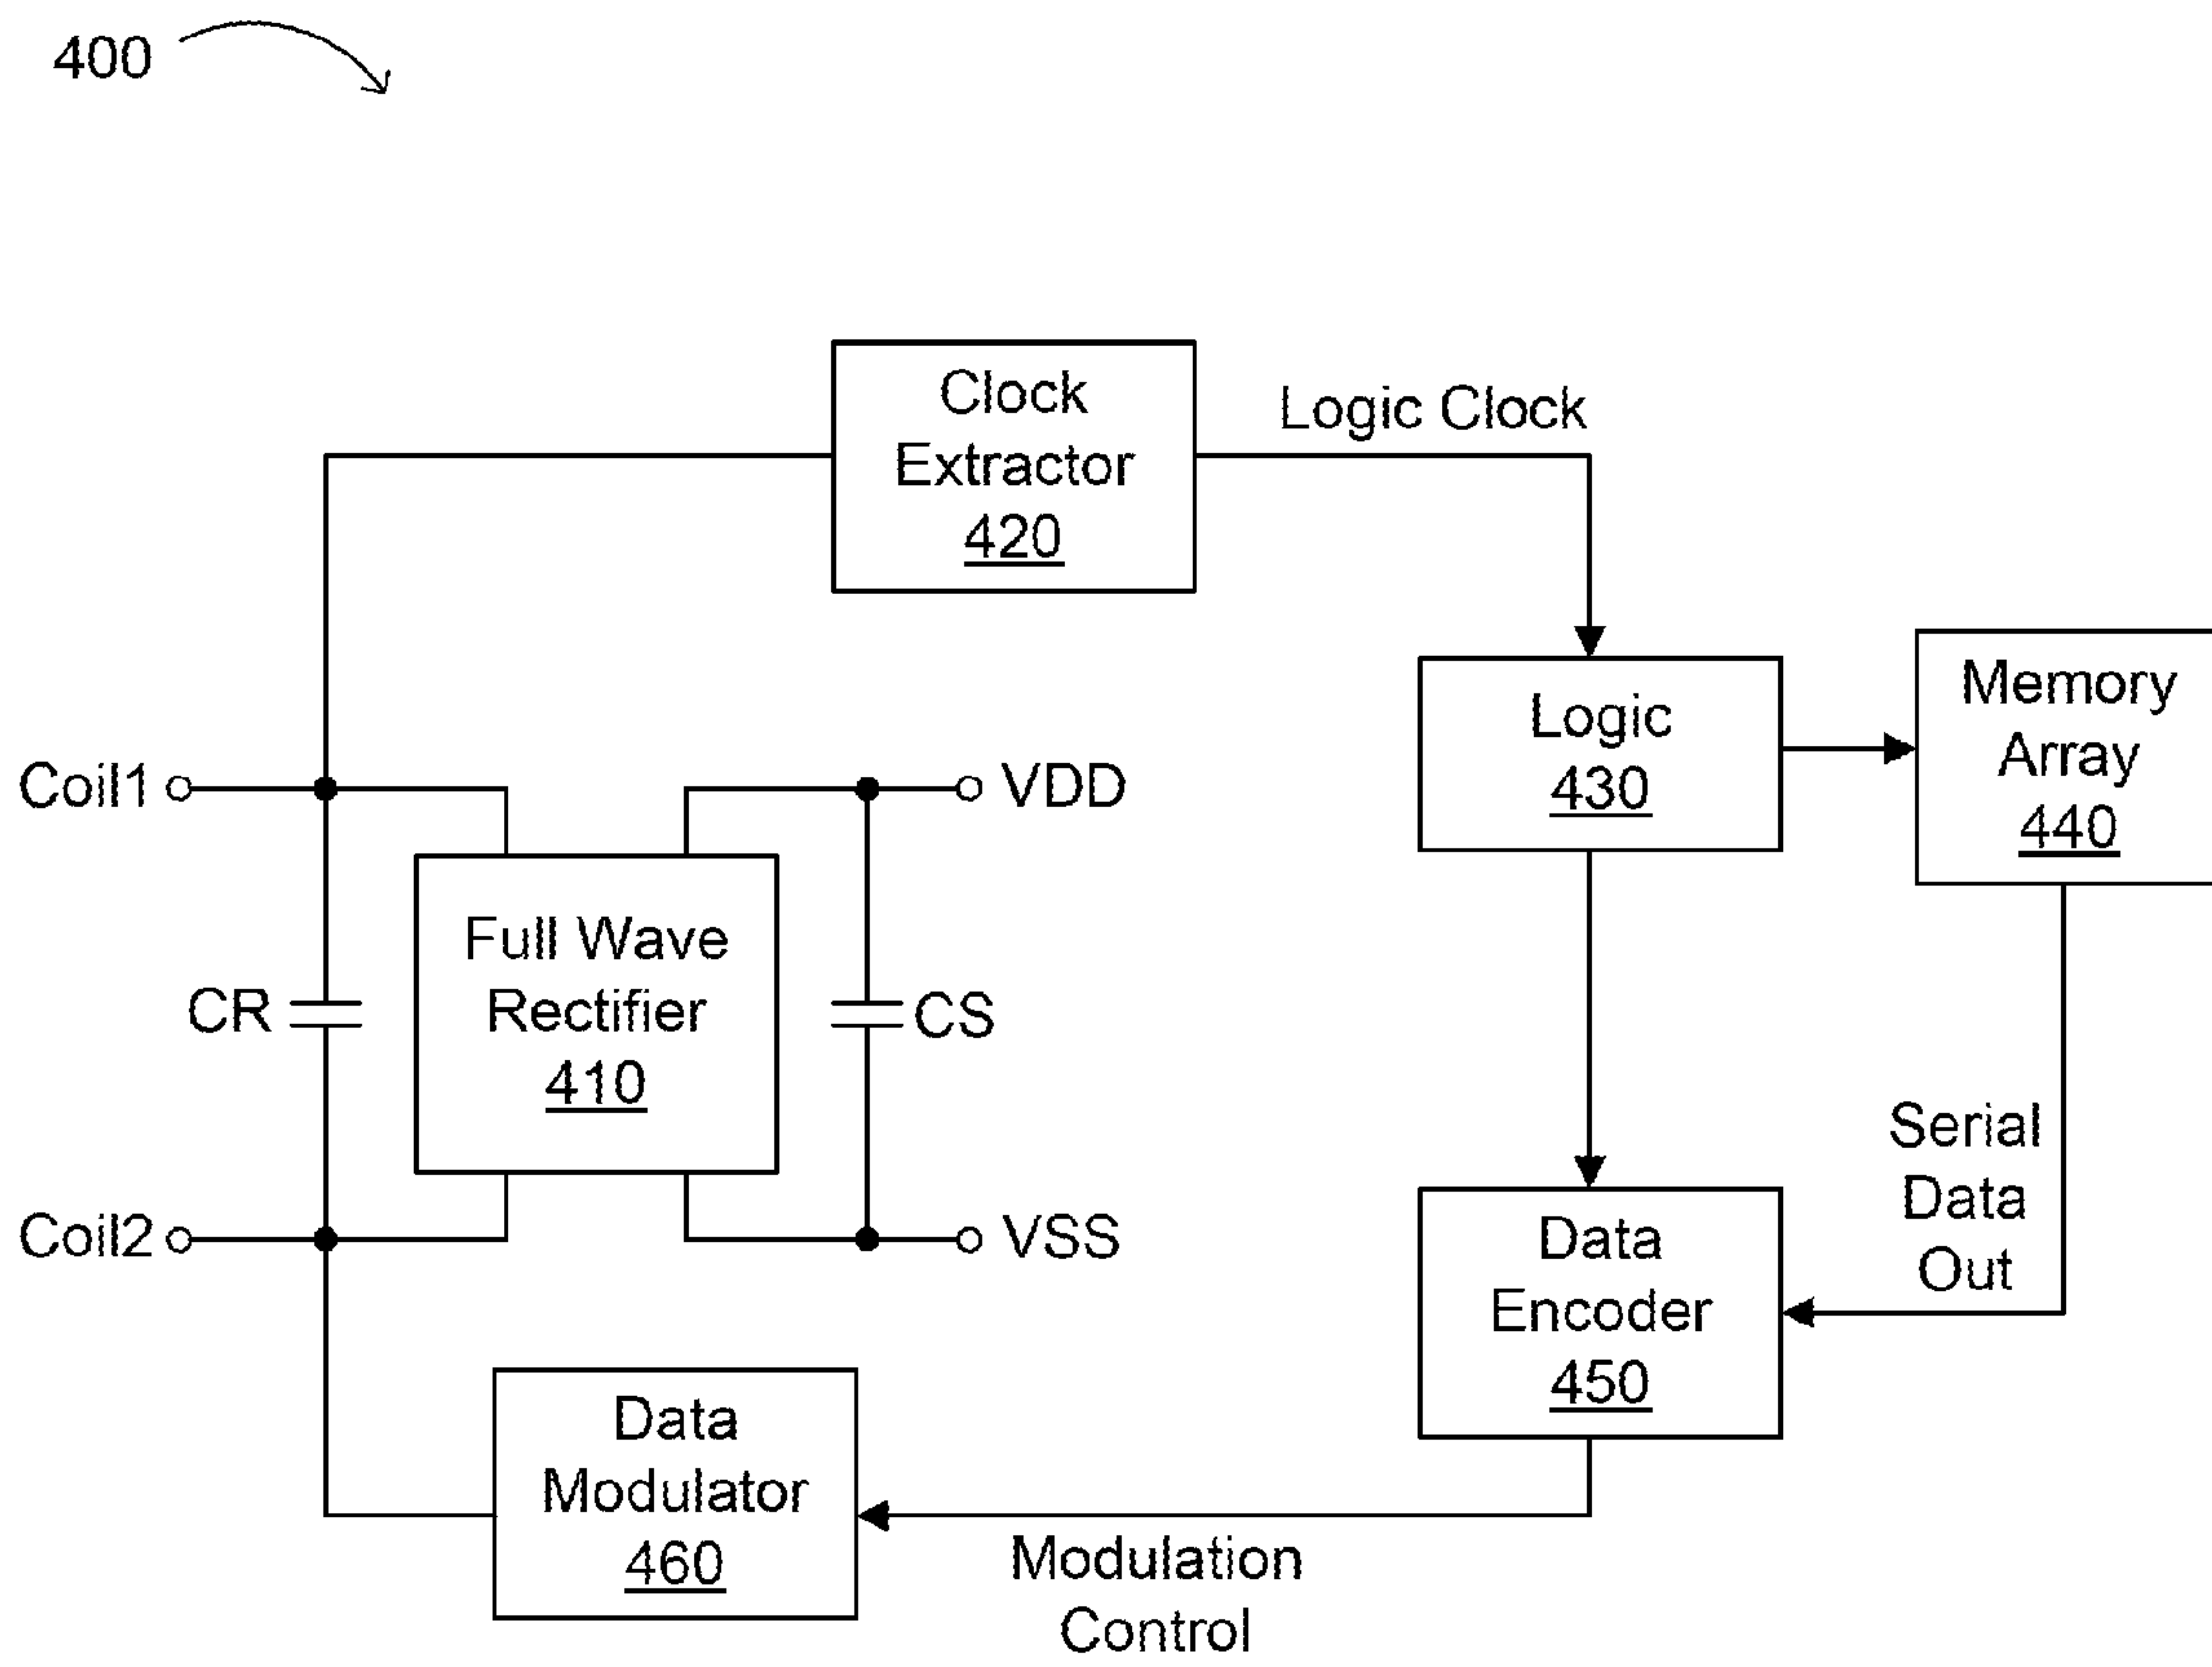 400
Clock
Extractor
420
Logic Clock
Logic
430
Memory
Array
440
Coil1
VDD
Full Wave
Rectifier
410
CR
CS
Coil2
VSS
Serial
Data
Out
Data
Encoder
450
Data
Modulator
460
Modulation
Control